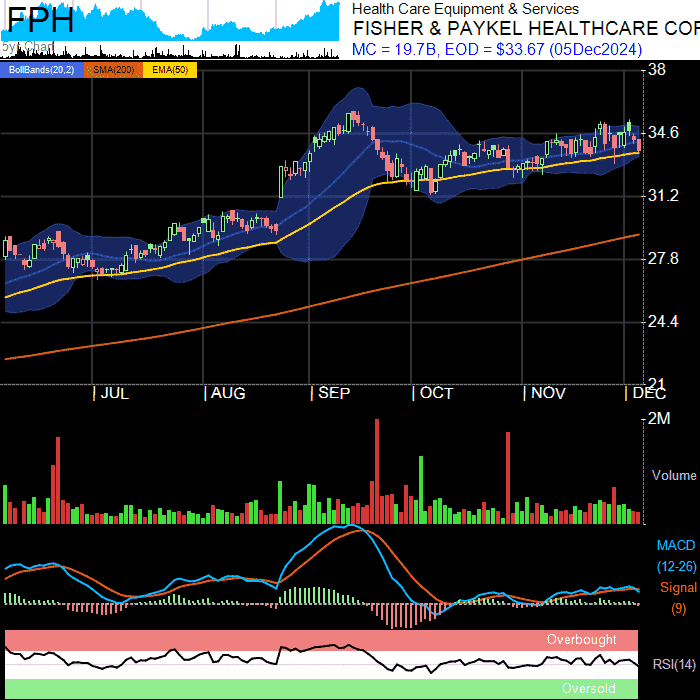 FPH
5yr Chart
Health Care Equipment & Services
FISHER & PAYKEL HEALTHCARE COR
MC = 19.7B, EOD = $33.67 (05Dec2024)
BollBands(20,2) SMA(200) EMA(50)
38
34.6
31.2
27.8
24.4
21
JUL AUG SEP OCT NOV DEC
2M
Volume
MACD
(12-26)
Signal
(9)
Overbought
RSI(14)
Oversold